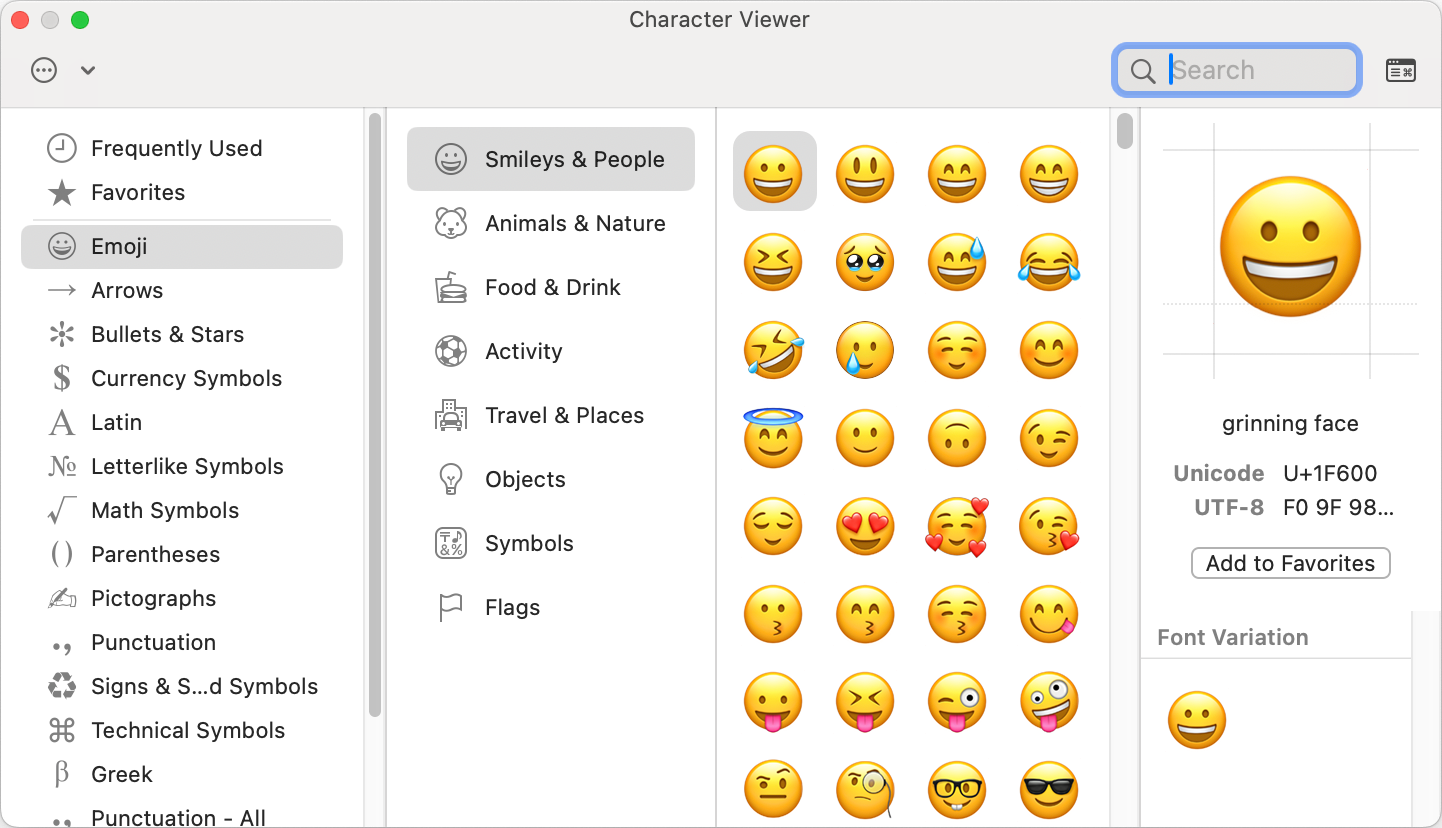 Character Viewer
Search
Frequently Used
Favorites
Emoji
Arrows
Bullets & Stars
Currency Symbols
Latin
Letterlike Symbols
Math Symbols
Parentheses
Pictographs
Punctuation
Signs & S...d Symbols
Technical Symbols
Greek
Punctuation - All
Smileys & People
Animals & Nature
Food & Drink
Activity
Travel & Places
Objects
Symbols
Flags
grinning face
Unicode U+1F600
UTF-8 F0 9F 98...
Add to Favorites
Font Variation